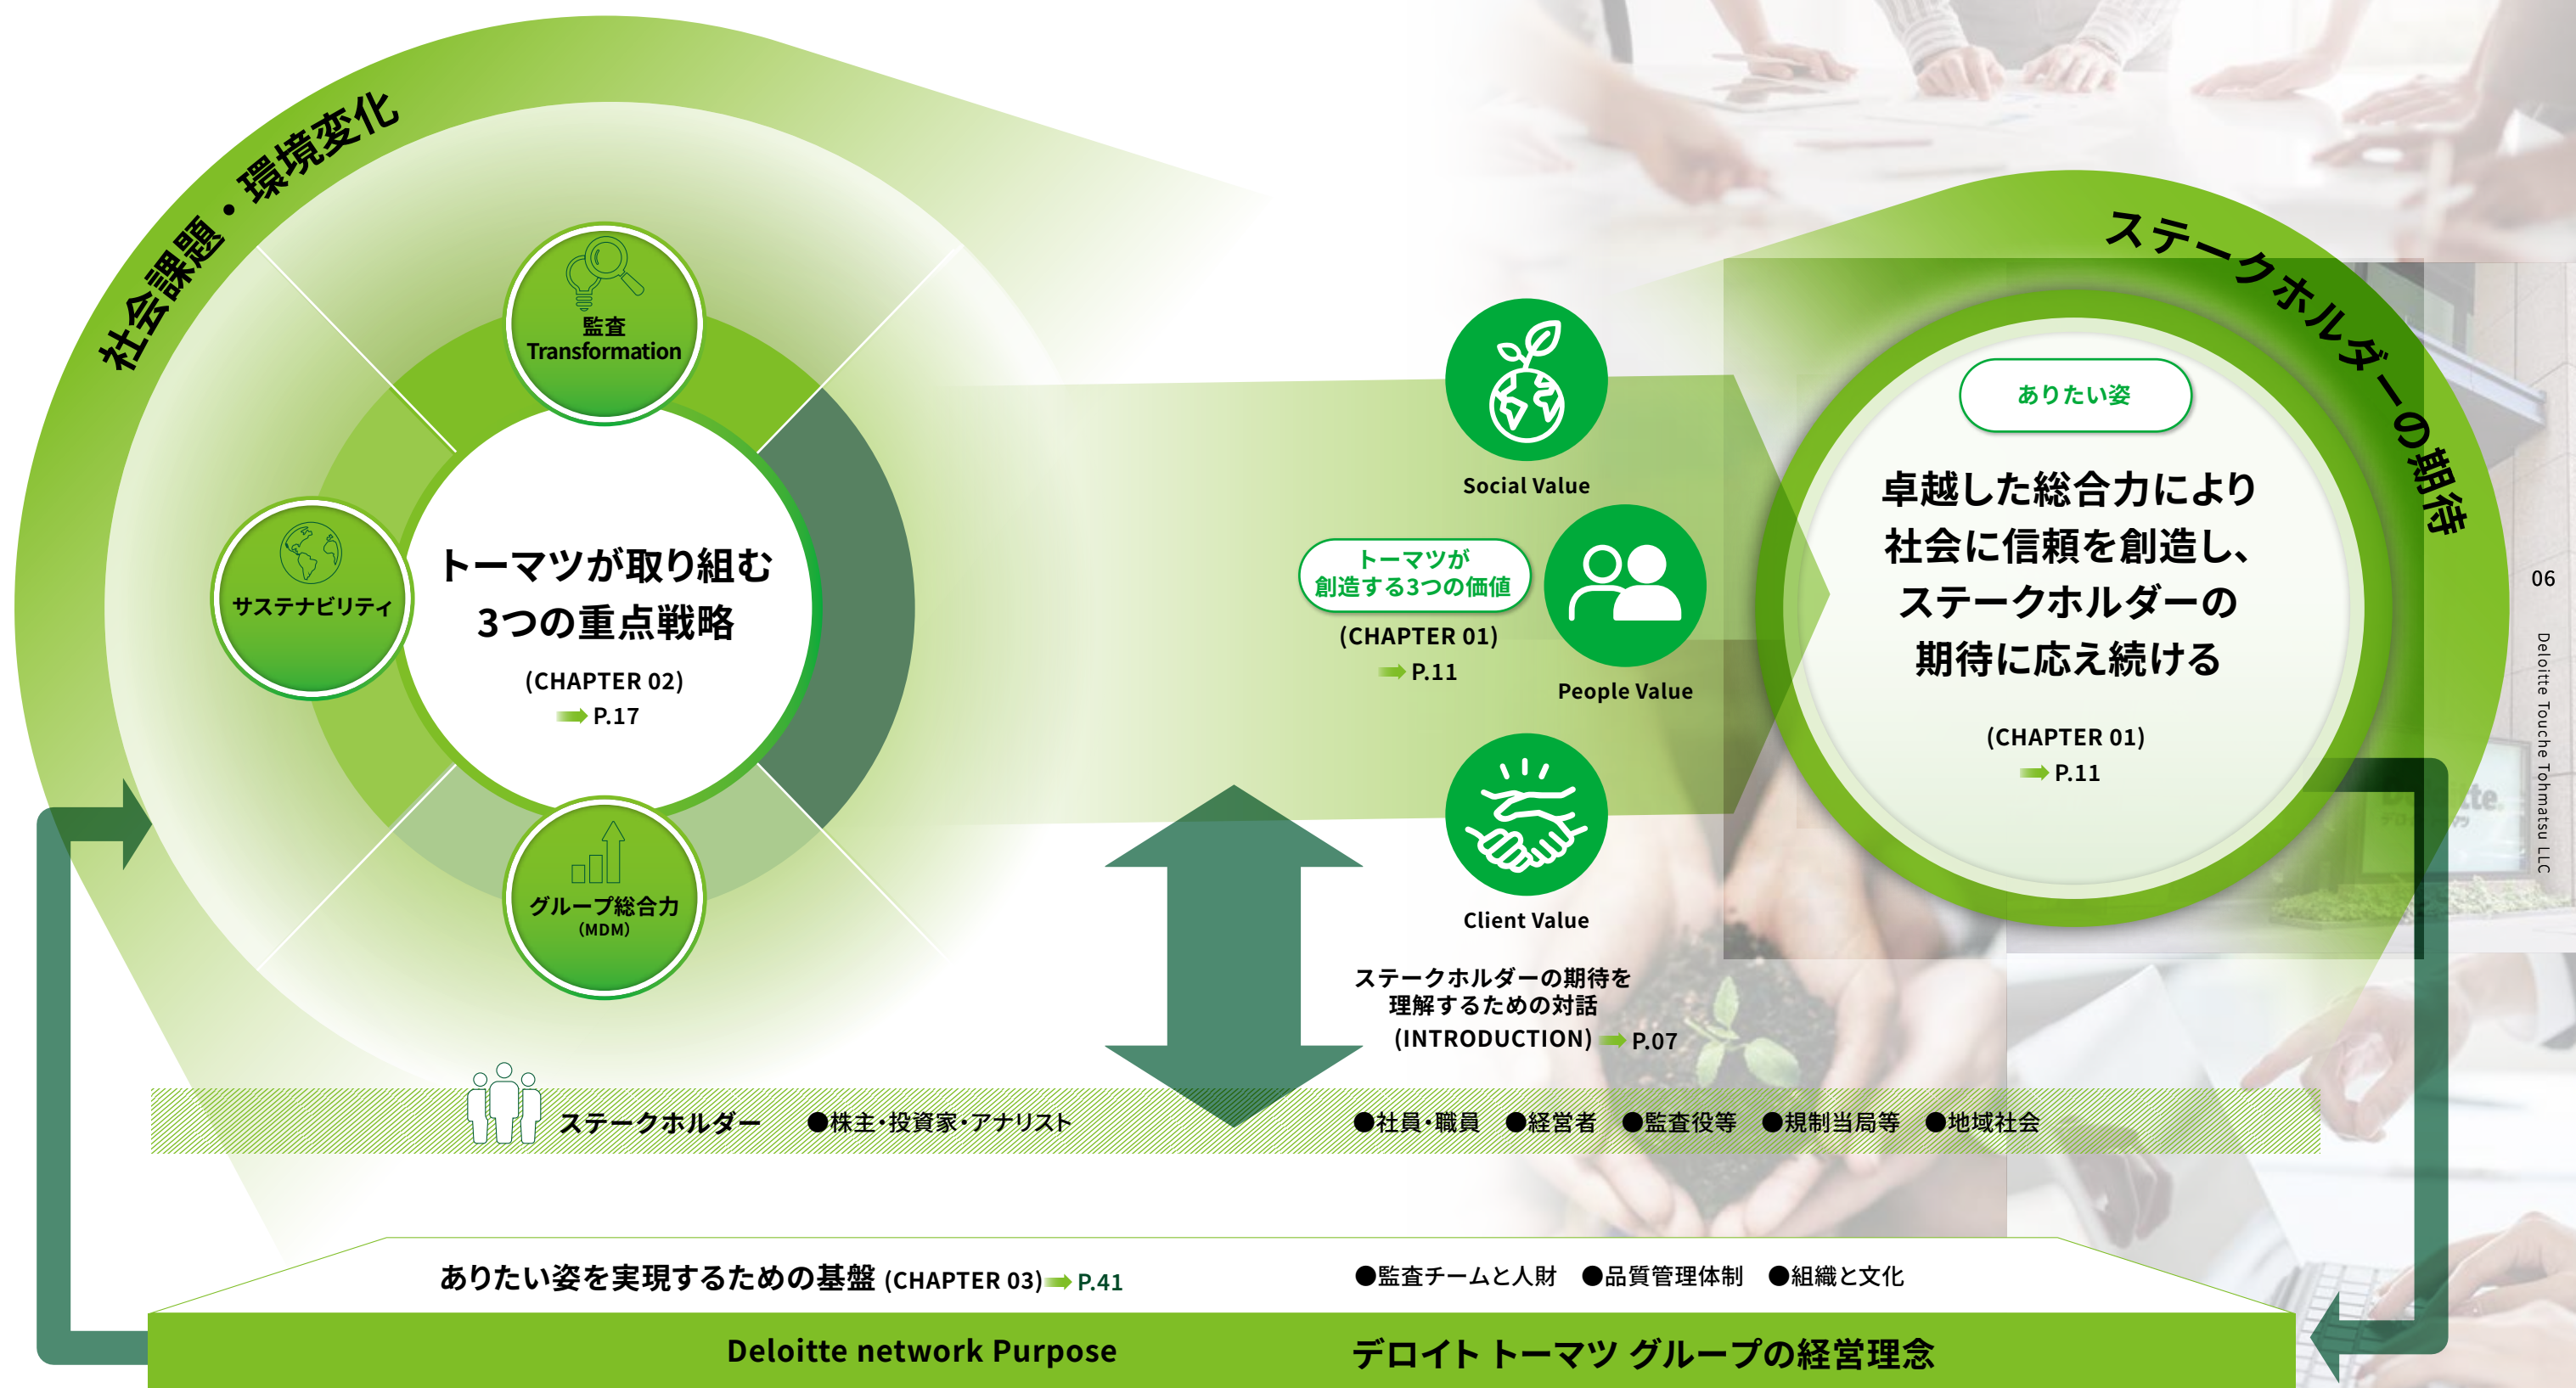 社会課題・環境変化
監査
Transformation
サステナビリティ
トーマツが取り組む
3つの重点戦略
(CHAPTER 02)
P.17
グループ総合力
(MDM)
Social Value
トーマツが
創造する3つの価値
(CHAPTER 01)
P.11
People Value
Client Value
ステークホルダーの期待を
理解するための対話
(INTRODUCTION) P.07
ステークホルダーの期待
ありたい姿
卓越した総合力により
社会に信頼を創造し、
ステークホルダーの
期待に応え続ける
(CHAPTER 01)
P.11
06
Deloitte Touche Tohmatsu LLC
ステークホルダー ●株主・投資家・アナリスト ●社員・職員 ●経営者 ●監査役等 ●規制当局等 ●地域社会
ありたい姿を実現するための基盤 (CHAPTER 03) P.41 ●監査チームと人財 ●品質管理体制 ●組織と文化
Deloitte network Purpose デロイト トーマツ グループの経営理念